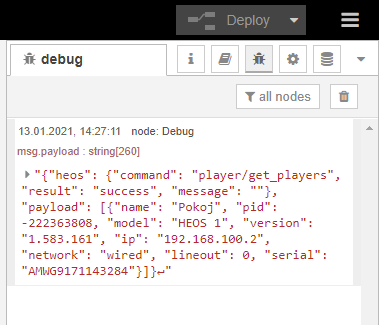 Deploy
debug
all nodes
13.01.2021, 14:27:11 node: Debug
msg.payload : string[260]
"{"heos": {"command": "player/get_players",
"result": "success", "message": ""},
"payload": [{"name": "Pokoj", "pid":
-222363808, "model": "HEOS 1", "version":
"1.583.161", "ip": "192.168.100.2",
"network": "wired", "lineout": 0, "serial":
"AMWG9171143284"}]}↵"